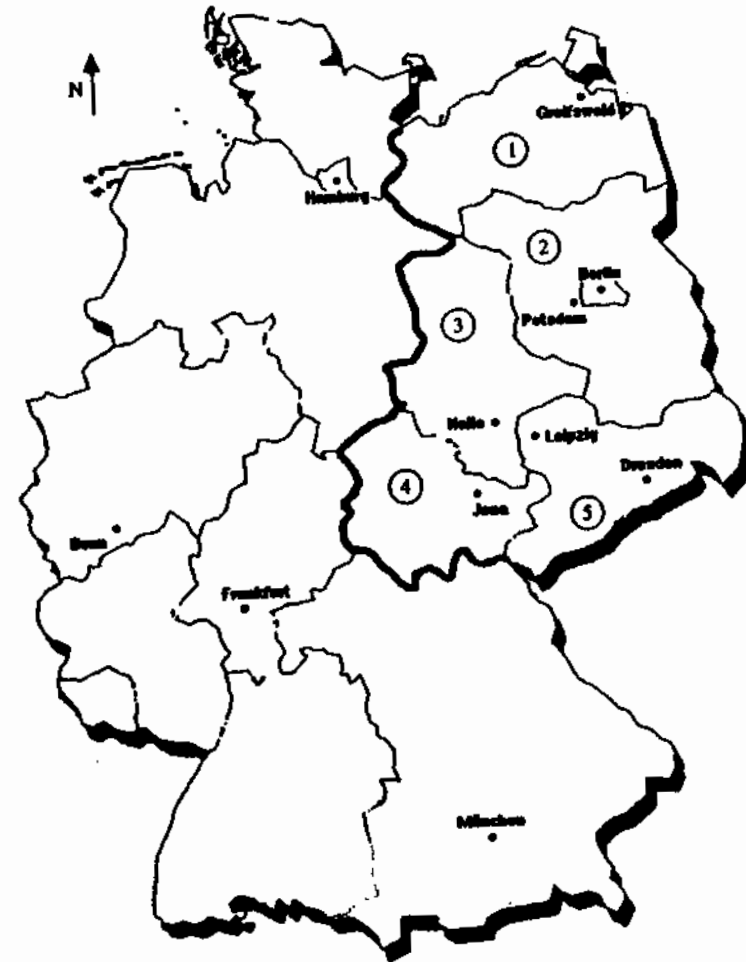 N
Greifswald
1
Hamburg
2
Berlin
Potsdam
3
Halle
Leipzig
Dresden
4
Jena
5
Bonn
Frankfurt
München